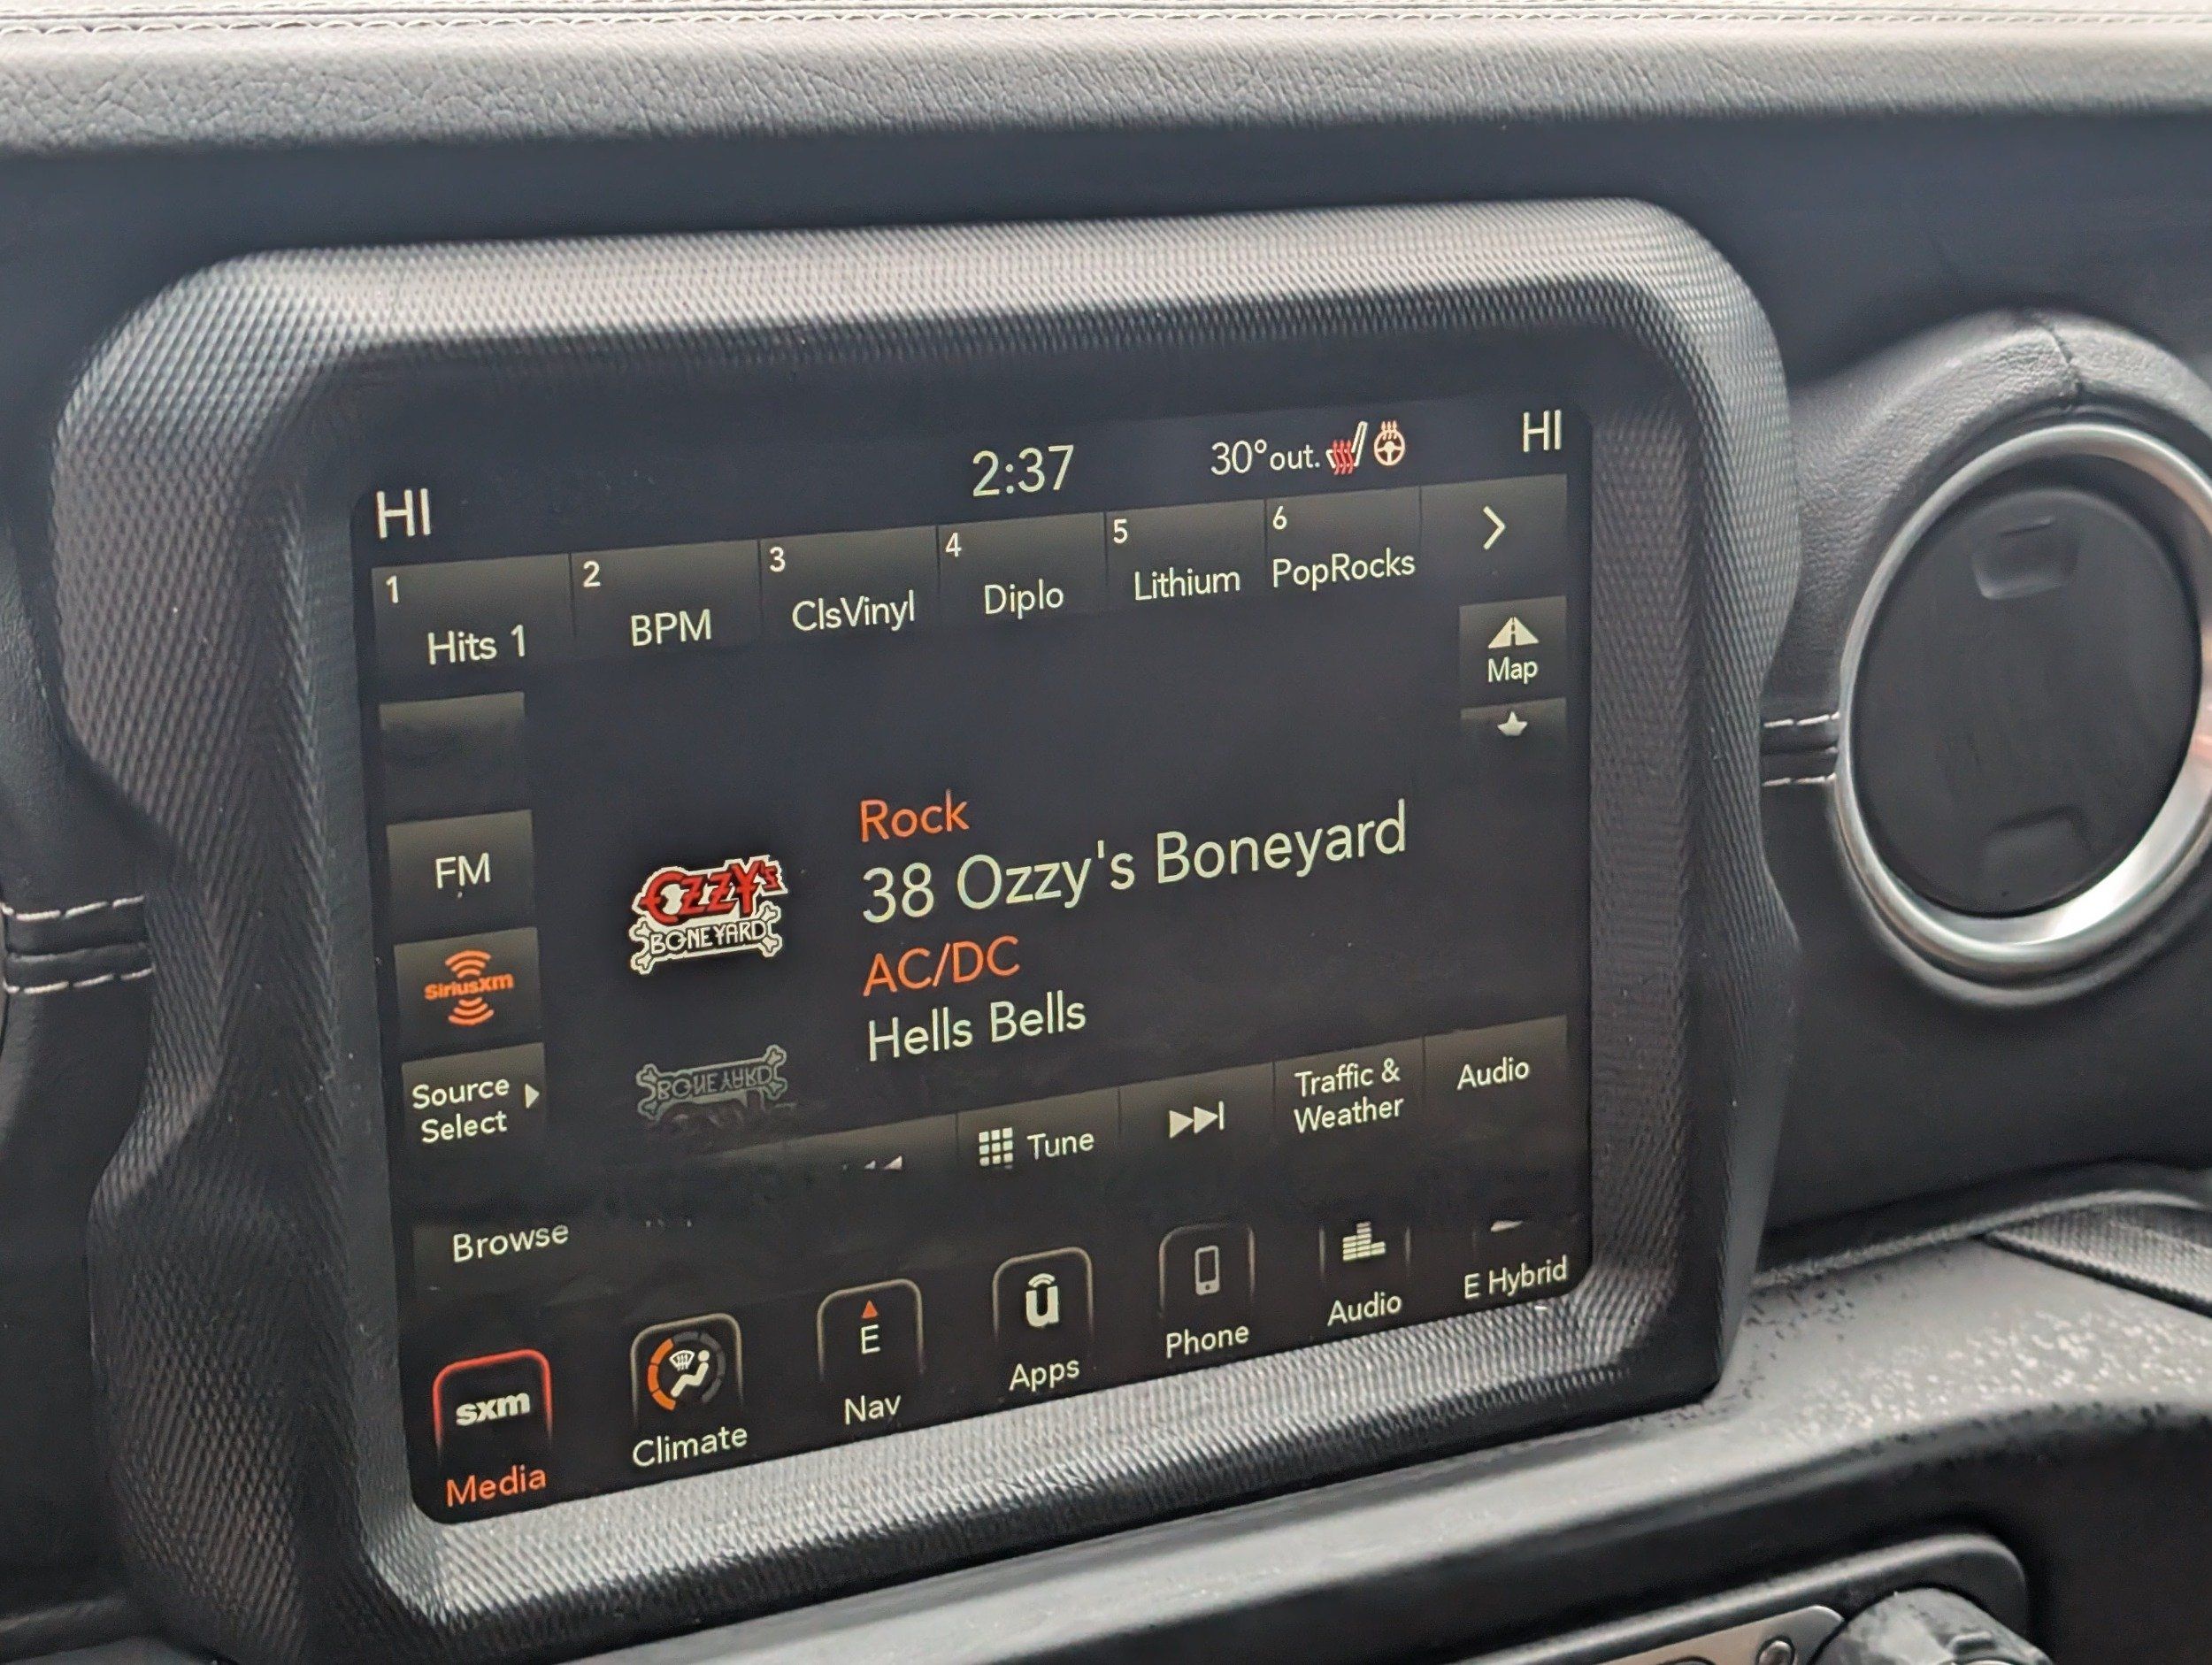 HI
2:37
30°out.
HI
1
Hits 1
2
BPM
3
ClsVinyl
4
Diplo
5
Lithium
6
PopRocks
Map
FM
SiriusXM
Source
Select
OZZY'S
BONEYARD
Rock
38 Ozzy's Boneyard
AC/DC
Hells Bells
Browse
Tune
Traffic &
Weather
Audio
sxm
Media
Climate
E
Nav
Apps
Phone
Audio
E Hybrid